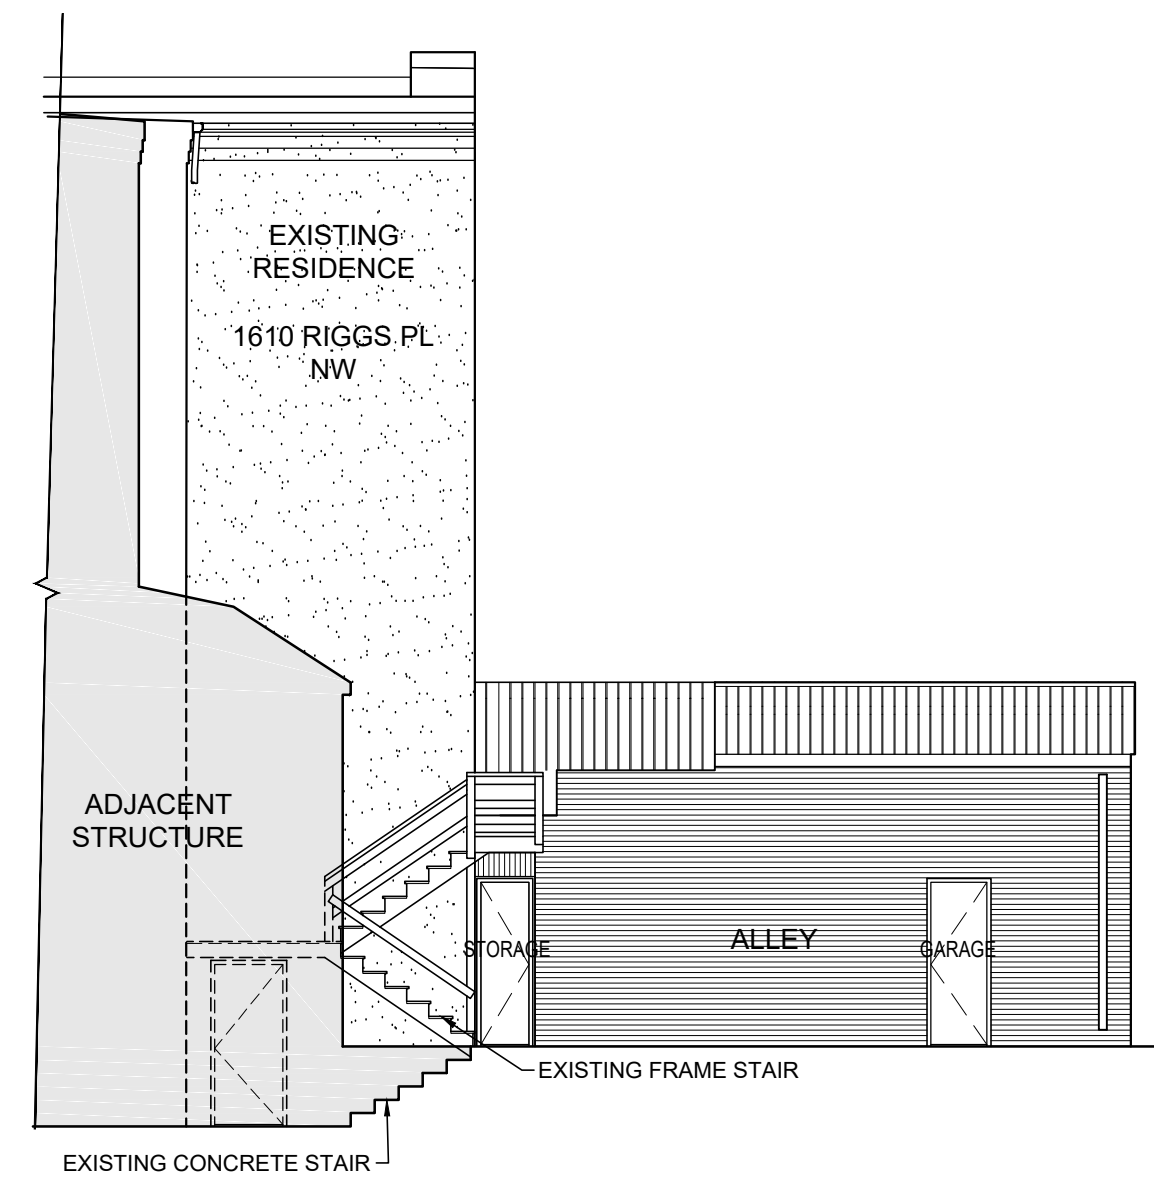 EXISTING
RESIDENCE
1610 RIGGS PL
NW
ADJACENT
STRUCTURE
STORAGE
ALLEY
GARAGE
EXISTING FRAME STAIR
EXISTING CONCRETE STAIR